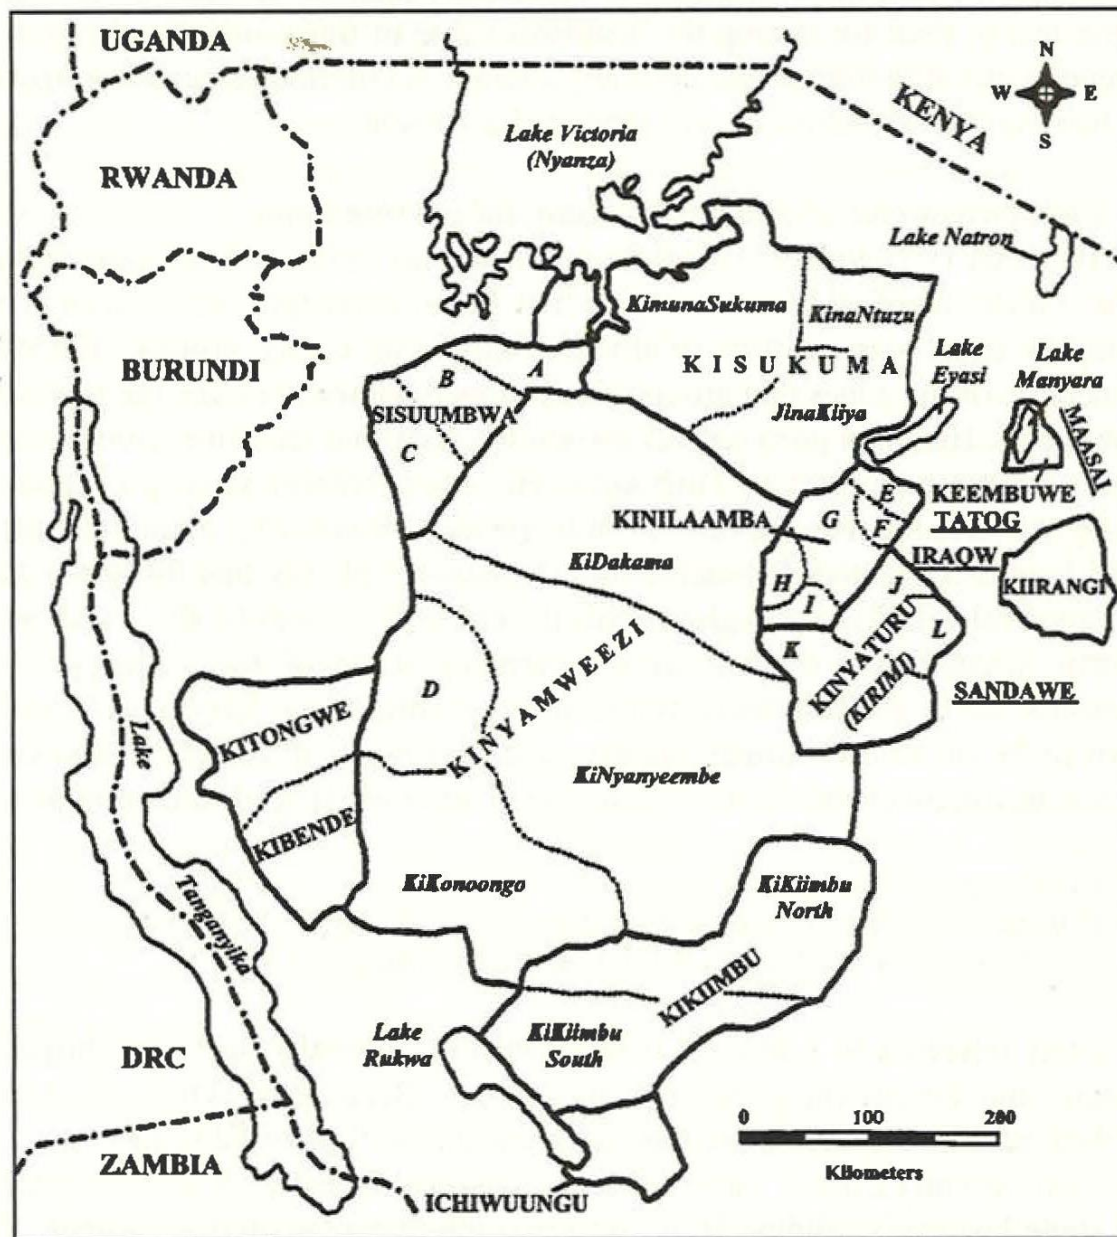 UGANDA
N
W E
S
KENYA
Lake Victoria
(Nyanza)
RWANDA
Lake Natron
KimunaSukuma
KinaNtuzu
BURUNDI
KISUKUMA
Lake
Eyasi
Lake
Manyara
A
B
SISUUMBWA
JinaKiiya
C
MAASAI
E
KEEMBUWE
G
F
TATOG
KINILAAMBA
IRAQW
KiDakama
H
I
J
KIIRANGI
K
L
KINYATURU
(KIRIMI)
SANDAWE
D
KINYAMWEEZI
KITONGWE
Lake
KiNyanyeembe
KIBENDE
KiKonoongo
KiKiimbu
North
Tanganyika
KIKIIMBU
Lake
Rukwa
KiKiimbu
South
DRC
0 100 200
Kilometers
ZAMBIA
ICHIWUUNGU